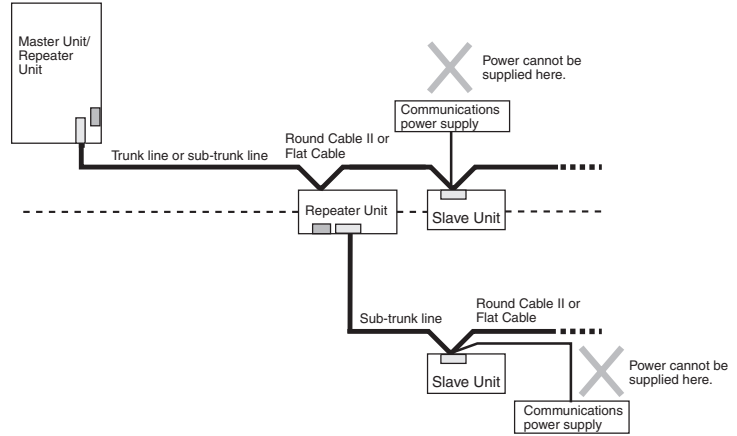 Master Unit/
Repeater
Unit
Power cannot be
supplied here.
Communications
power supply
Round Cable II or
Flat Cable
Trunk line or sub-trunk line
Repeater Unit
Slave Unit
Sub-trunk line
Round Cable II or
Flat Cable
Slave Unit
Power cannot be
supplied here.
Communications
power supply